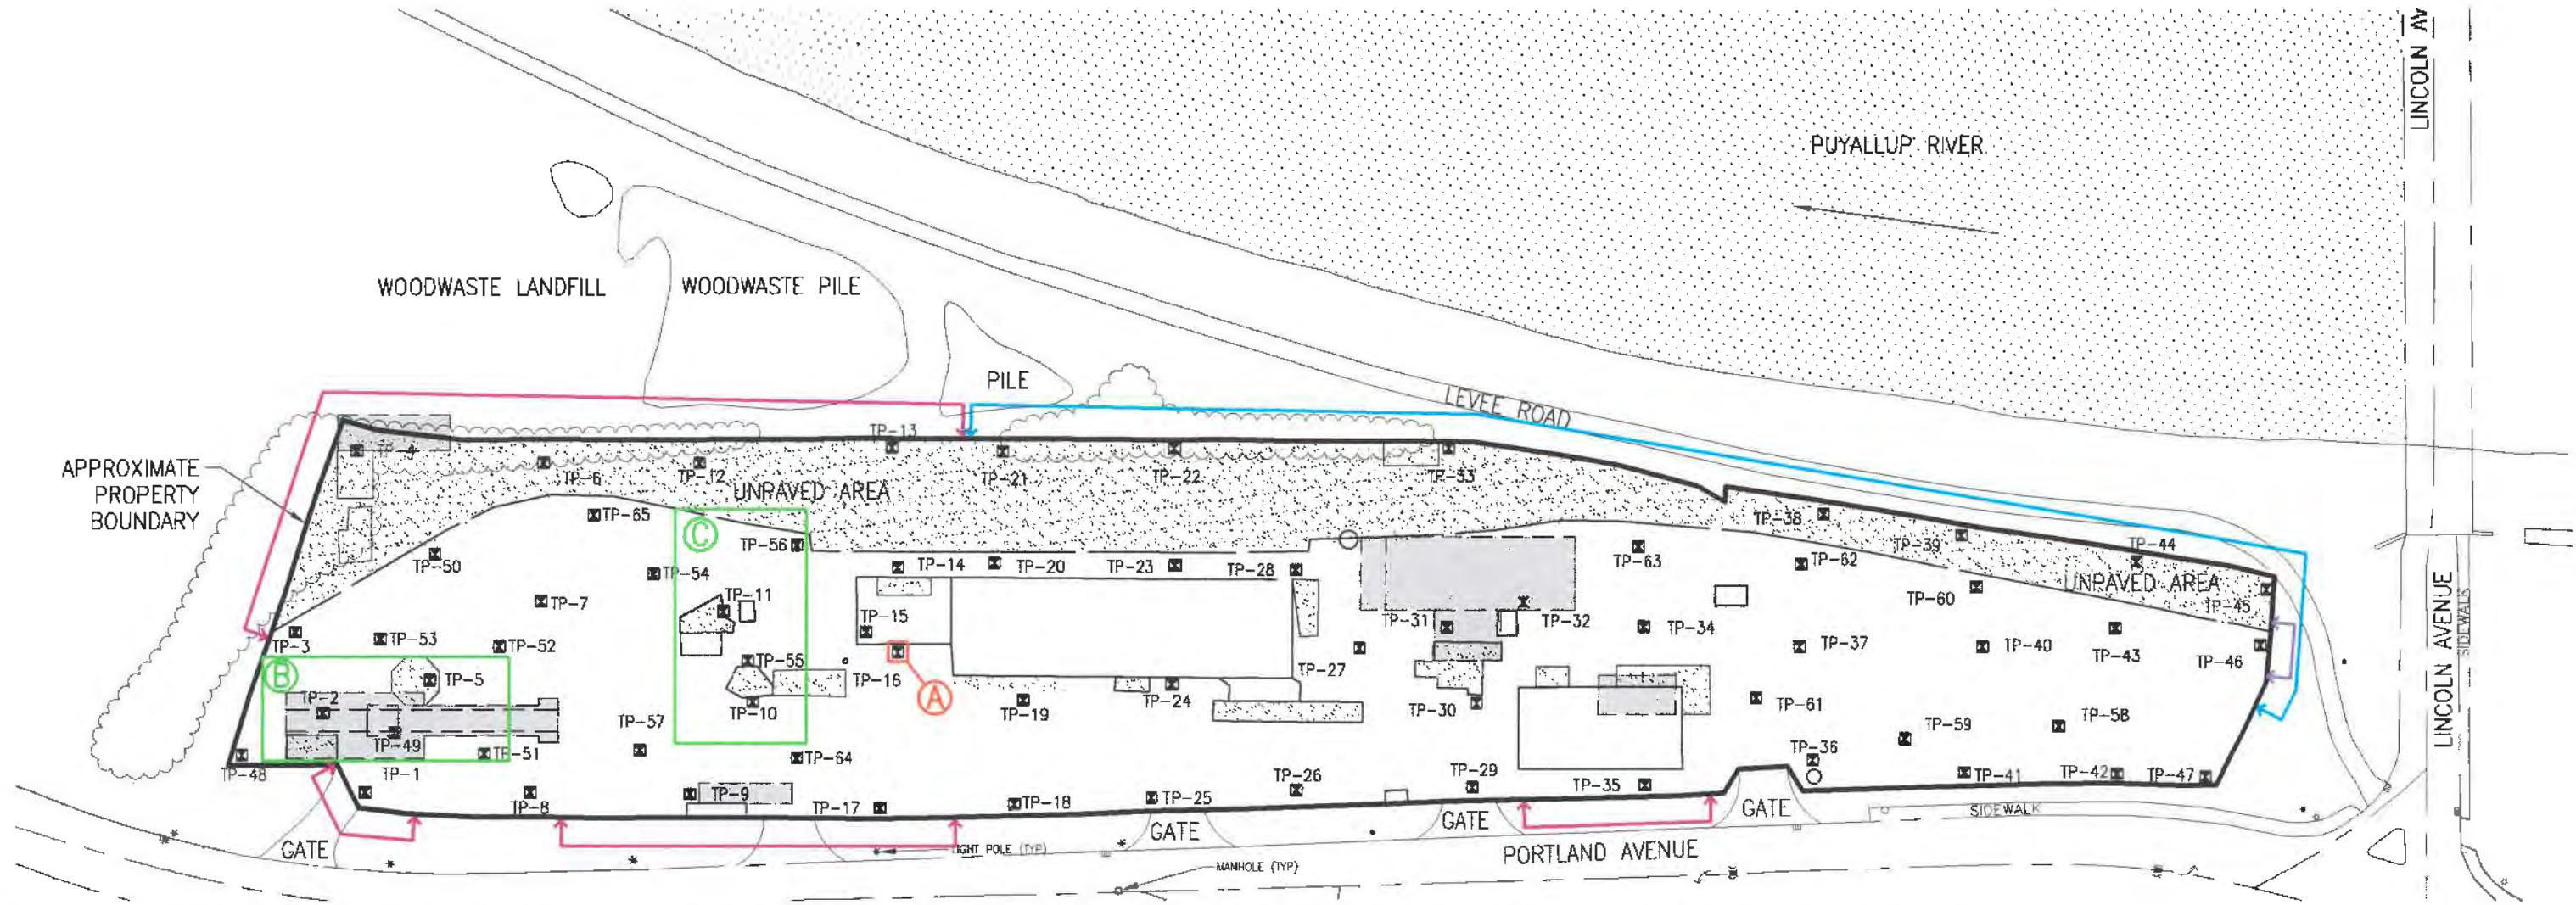 LINCOLN AV
PUYALLUP RIVER
WOODWASTE LANDFILL
WOODWASTE PILE
PILE
LEVEE ROAD
APPROXIMATE
PROPERTY
BOUNDARY
TP-4
TP-6
TP-12
TP-13
TP-21
TP-22
TP-33
UNPAVED AREA
TP-65
C
TP-56
TP-50
TP-54
TP-14
TP-20
TP-23
TP-28
TP-63
TP-38
TP-39
TP-44
TP-62
TP-60
UNPAVED AREA
TP-45
TP-7
TP-11
TP-15
TP-31
TP-32
TP-34
TP-3
TP-53
TP-52
TP-37
TP-40
TP-43
TP-46
B
TP-5
TP-55
TP-16
TP-27
A
TP-2
TP-10
TP-19
TP-24
TP-30
TP-61
TP-57
TP-49
TP-51
TP-59
TP-58
TP-48
TP-1
TP-64
TP-36
TP-8
TP-9
TP-17
TP-18
TP-25
TP-26
TP-29
TP-35
TP-41
TP-42
TP-47
GATE
GATE
GATE
GATE
SIDEWALK
LIGHT POLE (TYP)
MANHOLE (TYP)
PORTLAND AVENUE
LINCOLN AVENUE
SIDEWALK